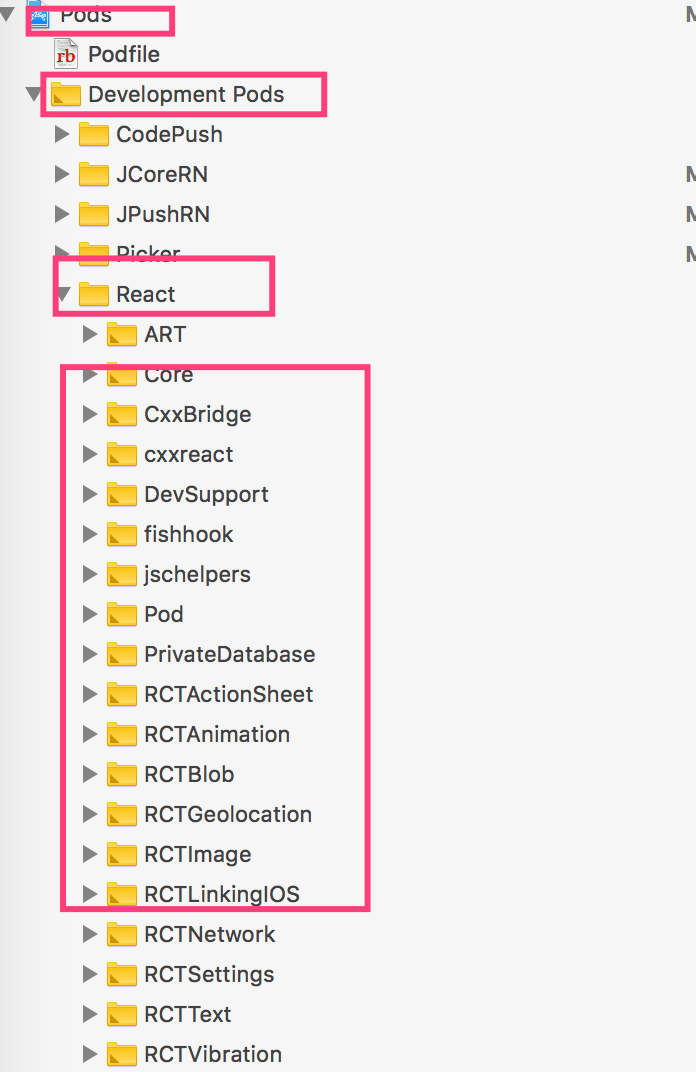 Pods
M
rb
Podfile
Development Pods
CodePush
JCoreRN
M
JPushRN
M
Picker
M
React
ART
Core
CxxBridge
cxxreact
DevSupport
fishhook
jschelpers
Pod
PrivateDatabase
RCTActionSheet
RCTAnimation
RCTBlob
RCTGeolocation
RCTImage
RCTLinkingIOS
RCTNetwork
RCTSettings
RCTText
RCTVibration